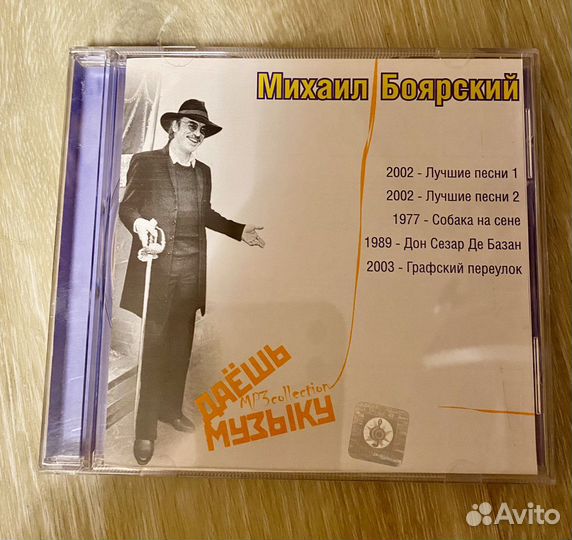 Михаил Боярский
2002 - Лучшие песни 1
2002 - Лучшие песни 2
1977 - Собака на сене
1989 - Дон Сезар Де Базан
2003 - Графский переулок
ДАЁШЬ
MP3collection
МУЗЫКУ
Avito